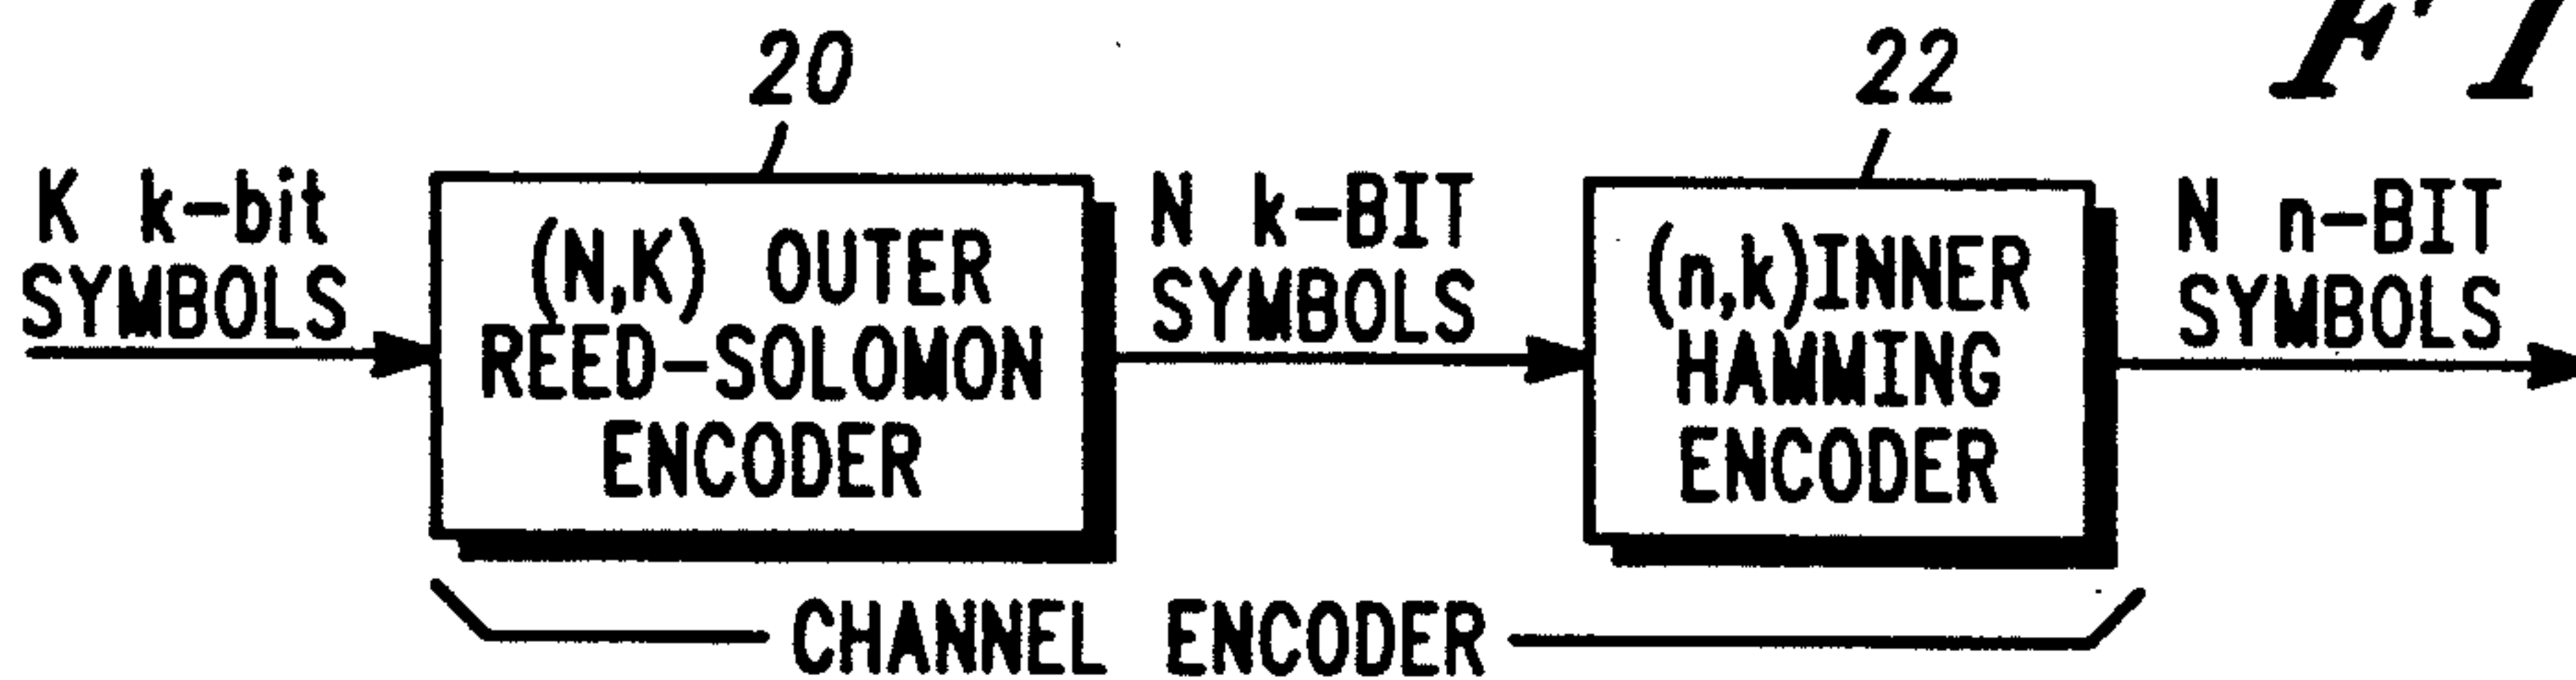 20
22
K k-bit
SYMBOLS
(N,K) OUTER
REED-SOLOMON
ENCODER
N k-BIT
SYMBOLS
(n,k)INNER
HAMMING
ENCODER
N n-BIT
SYMBOLS
CHANNEL ENCODER